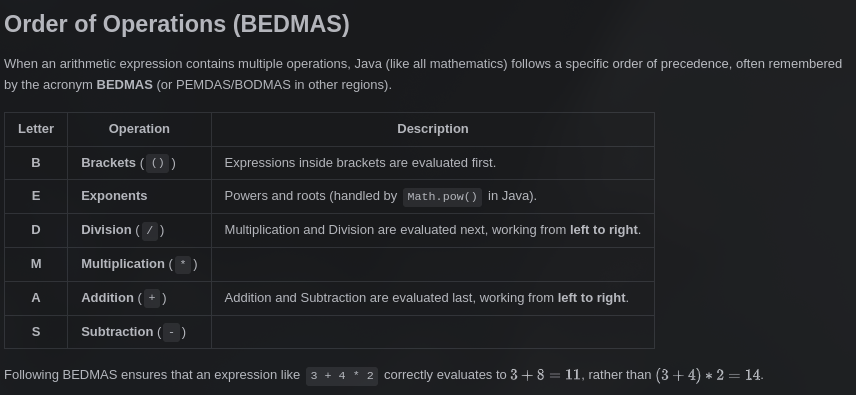 Order of Operations (BEDMAS)
When an arithmetic expression contains multiple operations, Java (like all mathematics) follows a specific order of precedence, often remembered
by the acronym BEDMAS (or PEMDAS/BODMAS in other regions).
Letter Operation Description
B Brackets ( () ) Expressions inside brackets are evaluated first.
E Exponents Powers and roots (handled by Math.pow() in Java).
D Division ( / ) Multiplication and Division are evaluated next, working from left to right.
M Multiplication ( * )
A Addition ( + ) Addition and Subtraction are evaluated last, working from left to right.
S Subtraction ( - )
Following BEDMAS ensures that an expression like 3 + 4 * 2 correctly evaluates to 3 + 8 = 11, rather than (3 + 4) ∗ 2 = 14.